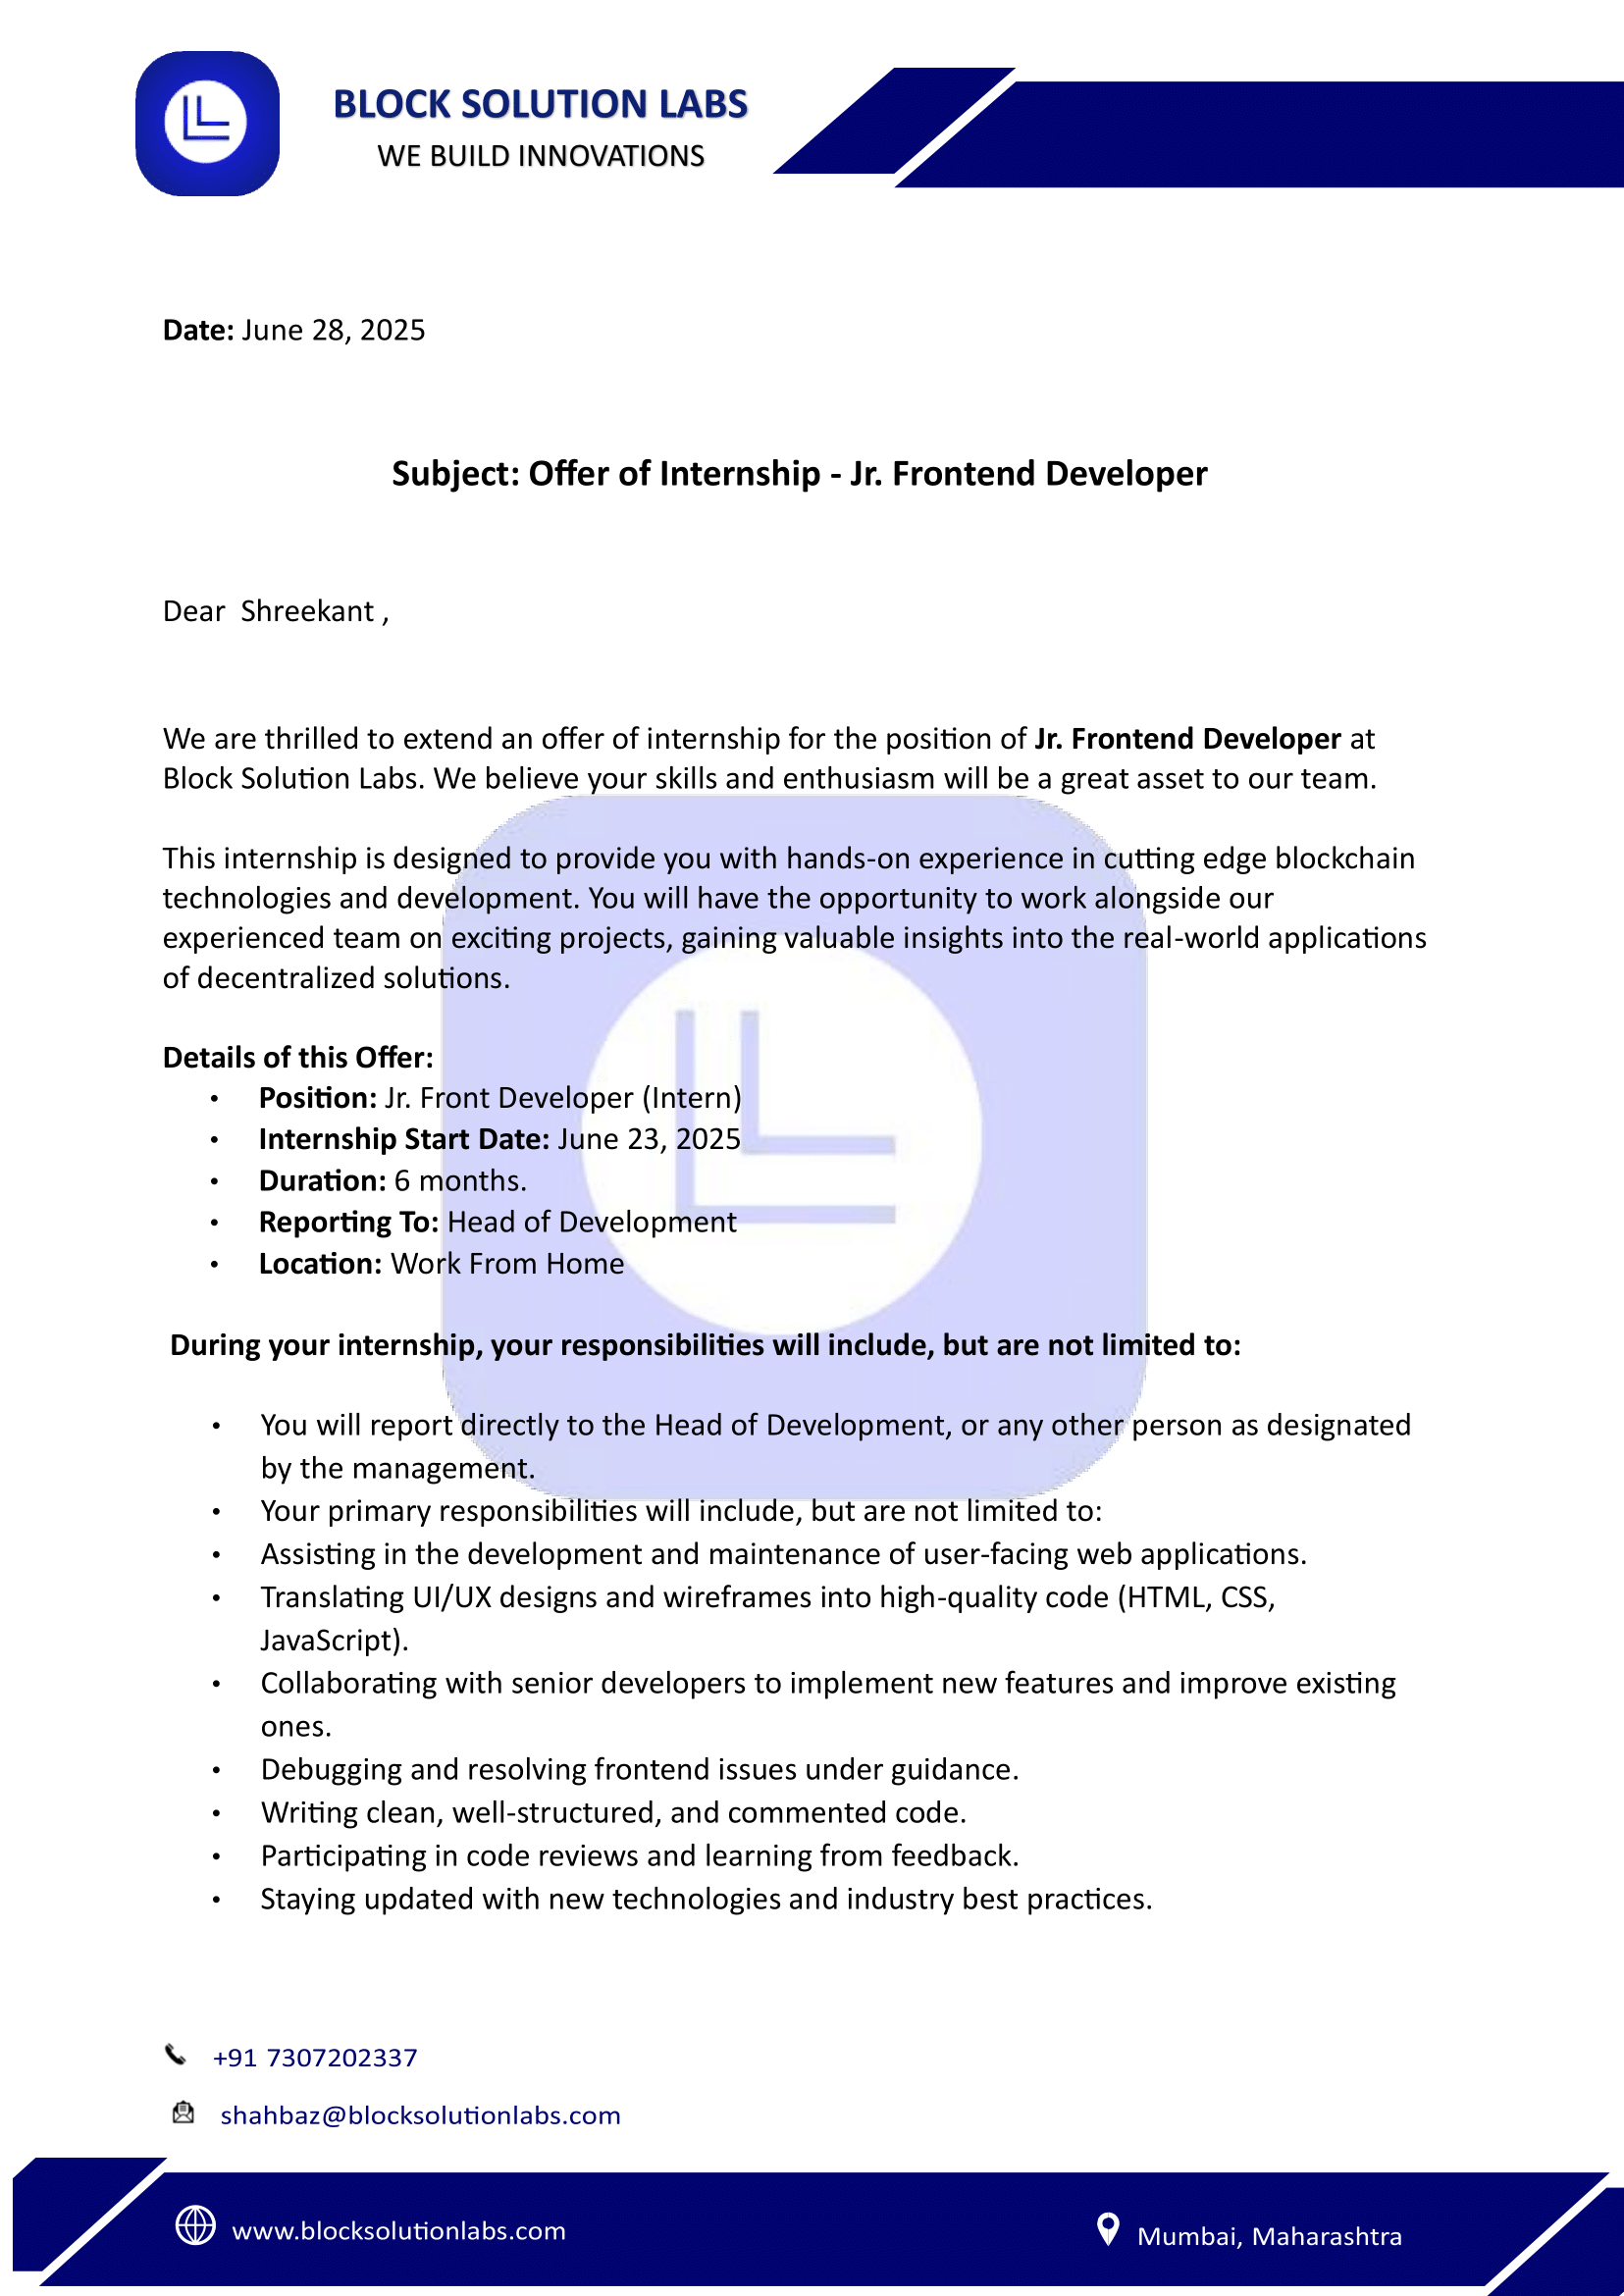 BLOCK SOLUTION LABS
WE BUILD INNOVATIONS
Date: June 28, 2025
Subject: Offer of Internship - Jr. Frontend Developer
Dear  Shreekant ,
We are thrilled to extend an offer of internship for the position of Jr. Frontend Developer at
Block Solution Labs. We believe your skills and enthusiasm will be a great asset to our team.
This internship is designed to provide you with hands-on experience in cutting edge blockchain
technologies and development. You will have the opportunity to work alongside our
experienced team on exciting projects, gaining valuable insights into the real-world applications
of decentralized solutions.
Details of this Offer:
• Position: Jr. Front Developer (Intern)
• Internship Start Date: June 23, 2025
• Duration: 6 months.
• Reporting To: Head of Development
• Location: Work From Home
During your internship, your responsibilities will include, but are not limited to:
• You will report directly to the Head of Development, or any other person as designated
by the management.
• Your primary responsibilities will include, but are not limited to:
• Assisting in the development and maintenance of user-facing web applications.
• Translating UI/UX designs and wireframes into high-quality code (HTML, CSS,
JavaScript).
• Collaborating with senior developers to implement new features and improve existing
ones.
• Debugging and resolving frontend issues under guidance.
• Writing clean, well-structured, and commented code.
• Participating in code reviews and learning from feedback.
• Staying updated with new technologies and industry best practices.
+91 7307202337
shahbaz@blocksolutionlabs.com
www.blocksolutionlabs.com
Mumbai, Maharashtra